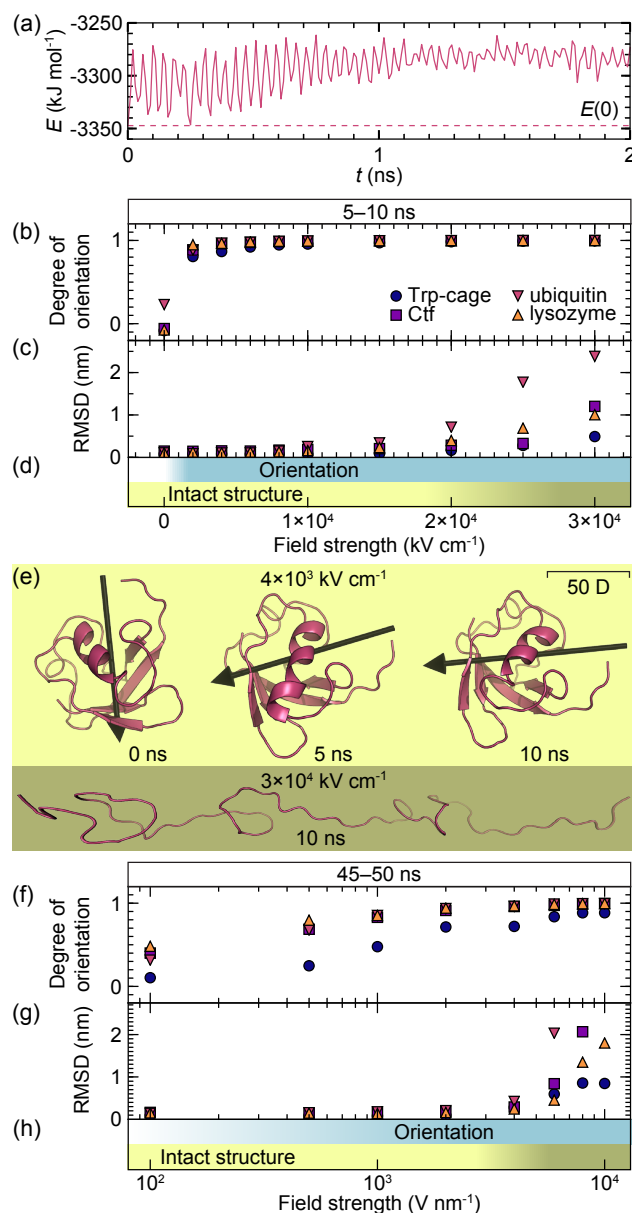 (a)
-3250
-3300
-3350
E (kJ mol⁻¹)
E(0)
0
1
2
t (ns)
5–10 ns
(b)
Degree of
orientation
1
0
Trp-cage
ubiquitin
Ctf
lysozyme
(c)
RMSD (nm)
2
1
0
(d)
Orientation
Intact structure
0
1×10⁴
2×10⁴
3×10⁴
Field strength (kV cm⁻¹)
(e)
4×10³ kV cm⁻¹
50 D
0 ns
5 ns
10 ns
3×10⁴ kV cm⁻¹
10 ns
45–50 ns
(f)
Degree of
orientation
1
0
(g)
RMSD (nm)
2
1
0
(h)
Orientation
Intact structure
10²
10³
10⁴
Field strength (V nm⁻¹)